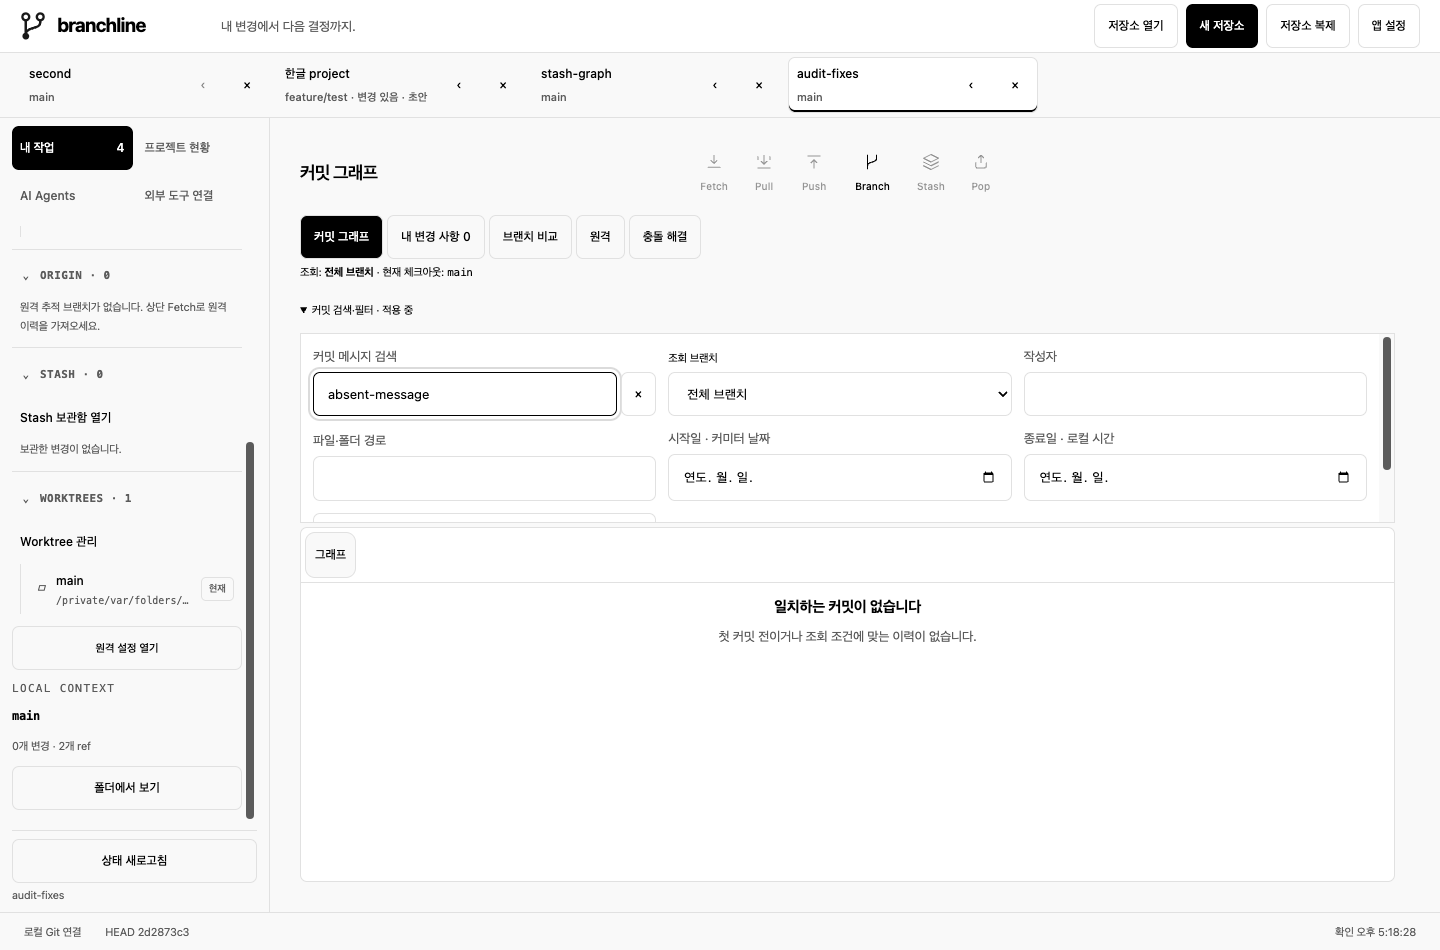 branchline
내 변경에서 다음 결정까지.
저장소 열기
새 저장소
저장소 복제
앱 설정
second
main
‹
×
한글 project
feature/test · 변경 있음 · 초안
‹
×
stash-graph
main
‹
×
audit-fixes
main
‹
×
내 작업
4
프로젝트 현황
AI Agents
외부 도구 연결
ORIGIN · 0
원격 추적 브랜치가 없습니다. 상단 Fetch로 원격
이력을 가져오세요.
STASH · 0
Stash 보관함 열기
보관한 변경이 없습니다.
WORKTREES · 1
Worktree 관리
main
/private/var/folders/…
현재
원격 설정 열기
LOCAL CONTEXT
main
0개 변경 · 2개 ref
폴더에서 보기
상태 새로고침
audit-fixes
커밋 그래프
Fetch
Pull
Push
Branch
Stash
Pop
커밋 그래프
내 변경 사항 0
브랜치 비교
원격
충돌 해결
조회: 전체 브랜치 · 현재 체크아웃: main
▼ 커밋 검색·필터 · 적용 중
커밋 메시지 검색
조회 브랜치
작성자
absent-message
×
전체 브랜치
파일·폴더 경로
시작일 · 커미터 날짜
종료일 · 로컬 시간
연도. 월. 일.
연도. 월. 일.
그래프
일치하는 커밋이 없습니다
첫 커밋 전이거나 조회 조건에 맞는 이력이 없습니다.
로컬 Git 연결
HEAD 2d2873c3
확인 오후 5:18:28